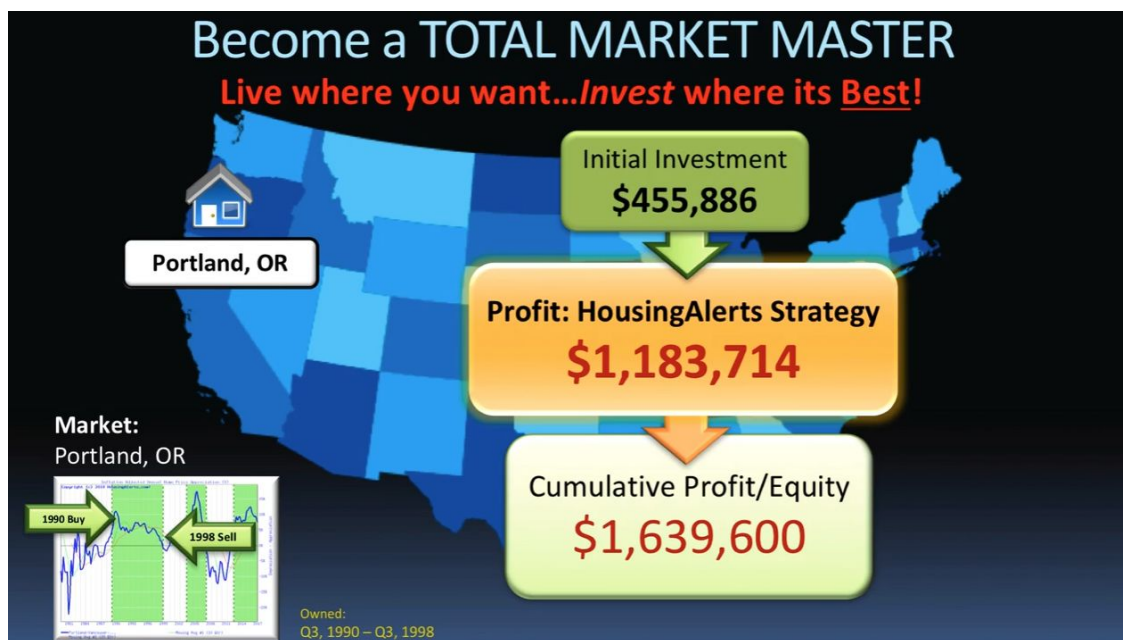 Become a TOTAL MARKET MASTER
Live where you want...Invest where its Best!
Initial Investment
$455,886
Portland, OR
Profit: HousingAlerts Strategy
$1,183,714
Market:
Portland, OR
1990 Buy
1998 Sell
Cumulative Profit/Equity
$1,639,600
Owned:
Q3, 1990 – Q3, 1998